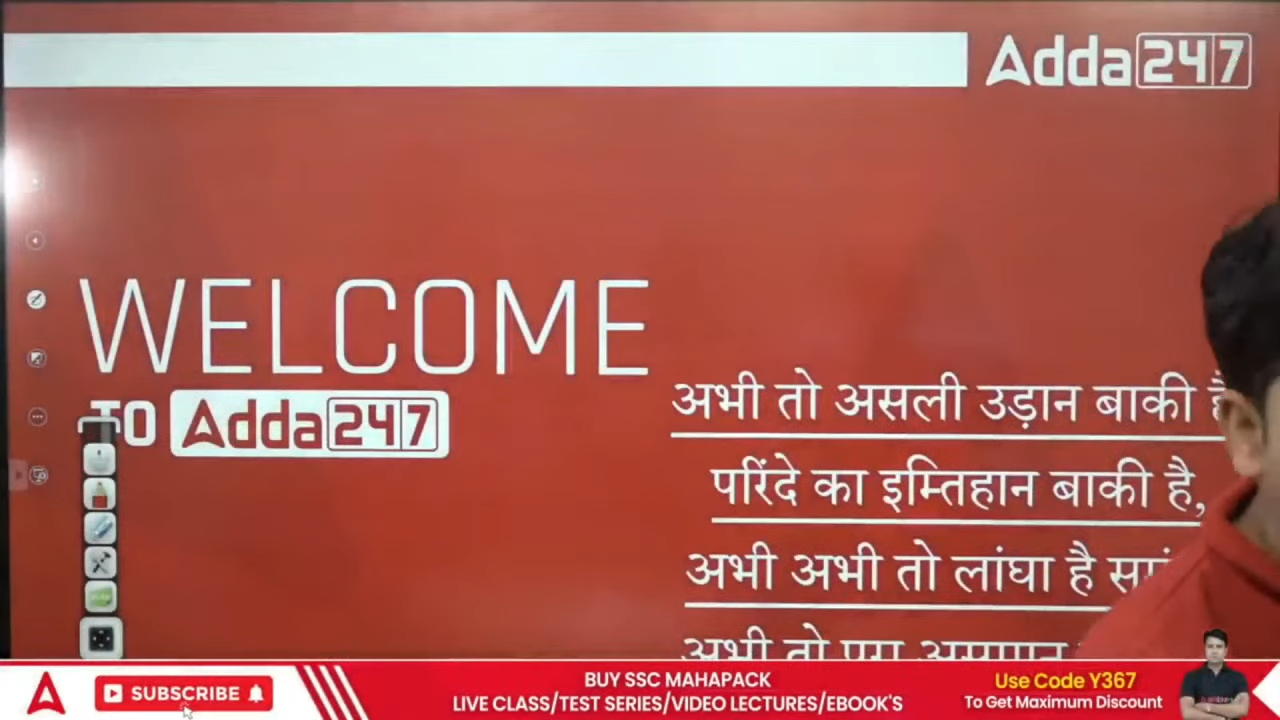 Adda247
WELCOME
TO Adda247
अभी तो असली उड़ान बाकी है
परिंदे का इम्तिहान बाकी है,
अभी अभी तो लांघा है
अभी तो
SUBSCRIBE
BUY SSC MAHAPACK
LIVE CLASS/TEST SERIES/VIDEO LECTURES/EBOOK'S
Use Code Y367
To Get Maximum Discount